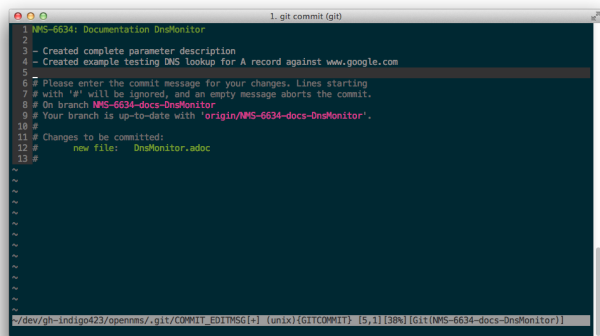 1. git commit (git)
1 NMS-6634: Documentation DnsMonitor
2
3 - Created complete parameter description
4 - Created example testing DNS lookup for A record against www.google.com
5
6 # Please enter the commit message for your changes. Lines starting
7 # with '#' will be ignored, and an empty message aborts the commit.
8 # On branch NMS-6634-docs-DnsMonitor
9 # Your branch is up-to-date with 'origin/NMS-6634-docs-DnsMonitor'.
10 #
11 # Changes to be committed:
12 #       new file:   DnsMonitor.adoc
13 #
~
~
~
~
~
~
~
~
~
~
~
~/dev/gh-indigo423/opennms/.git/COMMIT_EDITMSG[+] (unix){GITCOMMIT} [5,1][38%][Git(NMS-6634-docs-DnsMonitor)]